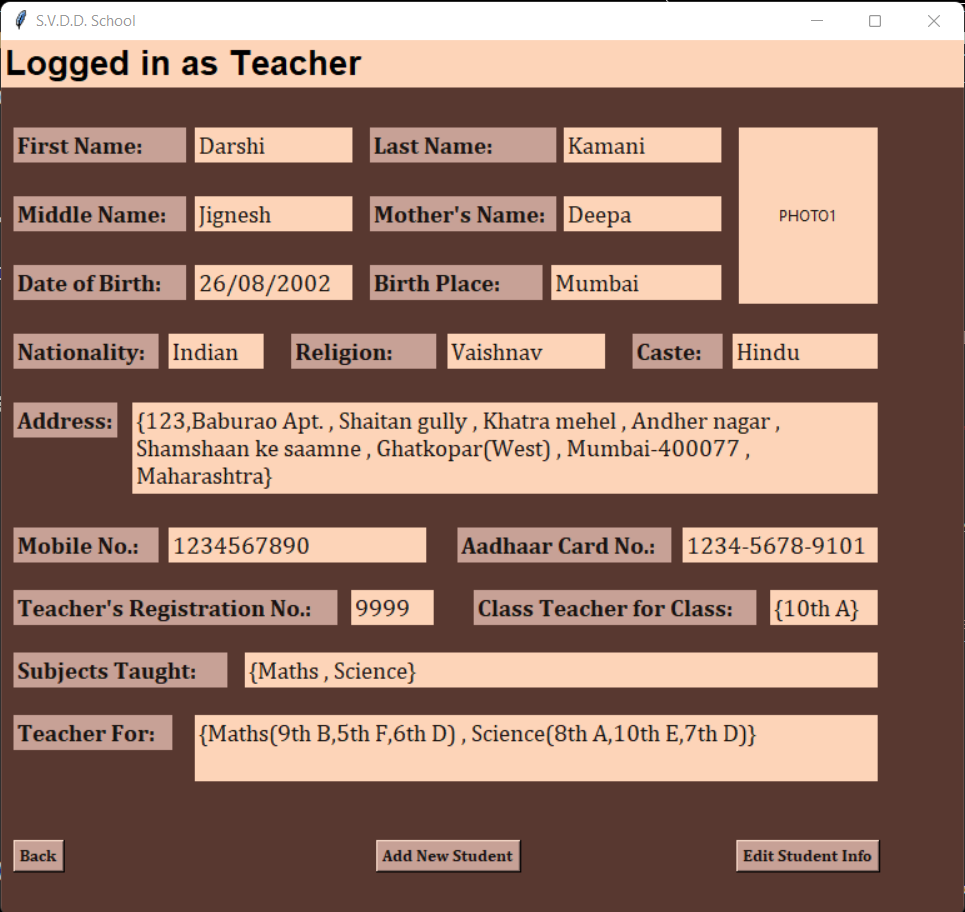 S.V.D.D. School
Logged in as Teacher
First Name: Darshi Last Name: Kamani
PHOTO1
Middle Name: Jignesh Mother's Name: Deepa
Date of Birth: 26/08/2002 Birth Place: Mumbai
Nationality: Indian Religion: Vaishnav Caste: Hindu
Address: {123,Baburao Apt. , Shaitan gully , Khatra mehel , Andher nagar ,
Shamshaan ke saamne , Ghatkopar(West) , Mumbai-400077 ,
Maharashtra}
Mobile No.: 1234567890 Aadhaar Card No.: 1234-5678-9101
Teacher's Registration No.: 9999 Class Teacher for Class: {10th A}
Subjects Taught: {Maths , Science}
Teacher For: {Maths(9th B,5th F,6th D) , Science(8th A,10th E,7th D)}
Back Add New Student Edit Student Info